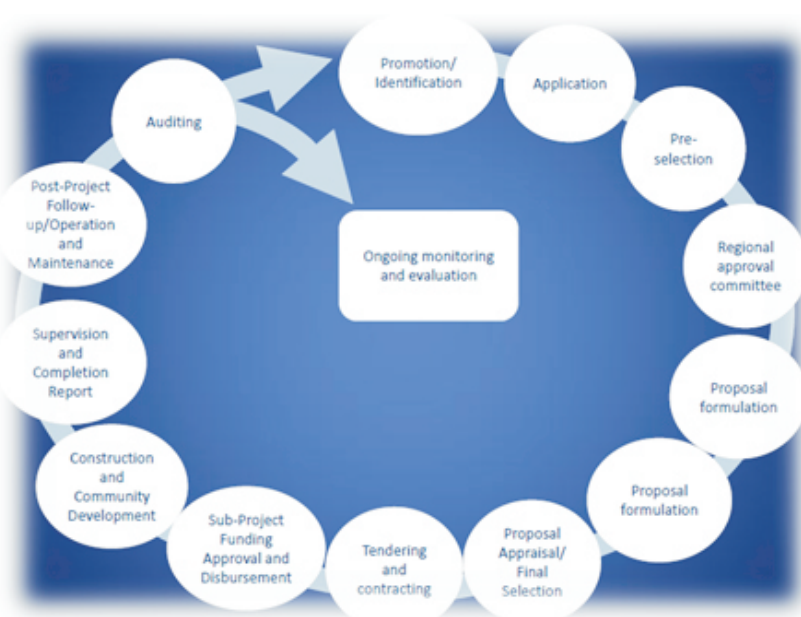 Promotion/
Identification
Application
Pre-
selection
Regional
approval
committee
Proposal
formulation
Proposal
formulation
Proposal
Appraisal/
Final
Selection
Tendering
and
contracting
Sub-Project
Funding
Approval and
Disbursement
Construction
and
Community
Development
Supervision
and
Completion
Report
Post-Project
Follow-
up/Operation
and
Maintenance
Auditing
Ongoing monitoring
and evaluation